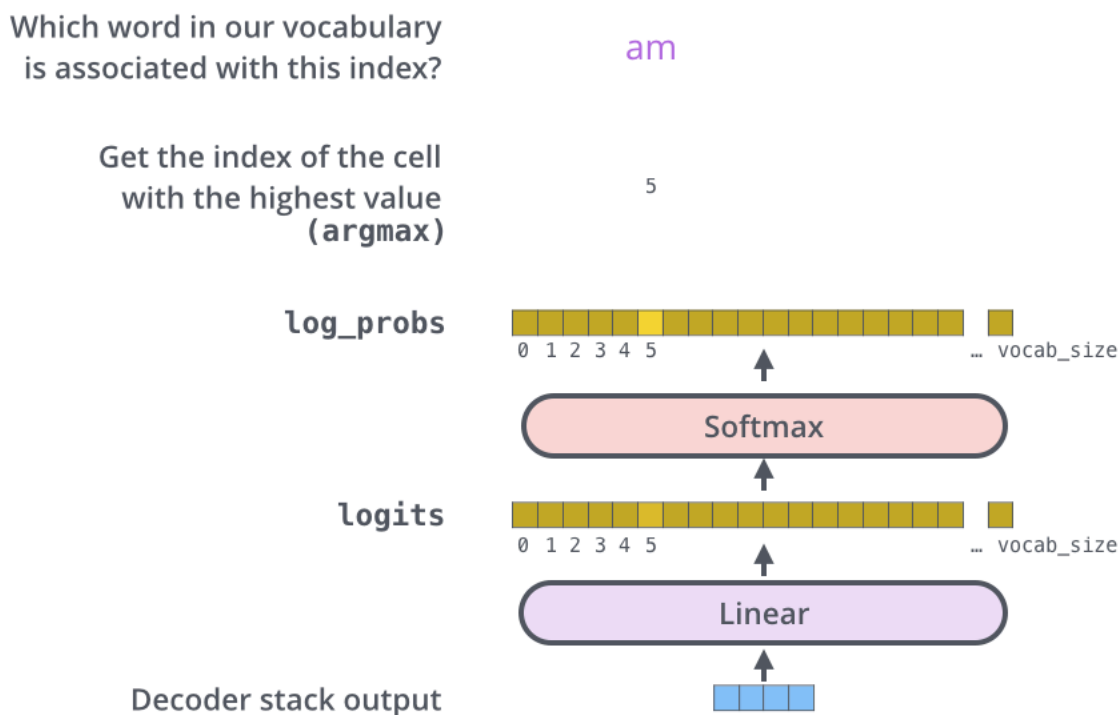 Which word in our vocabulary
is associated with this index?
am
Get the index of the cell
with the highest value
(argmax)
5
log_probs
0 1 2 3 4 5 … vocab_size
Softmax
logits
0 1 2 3 4 5 … vocab_size
Linear
Decoder stack output